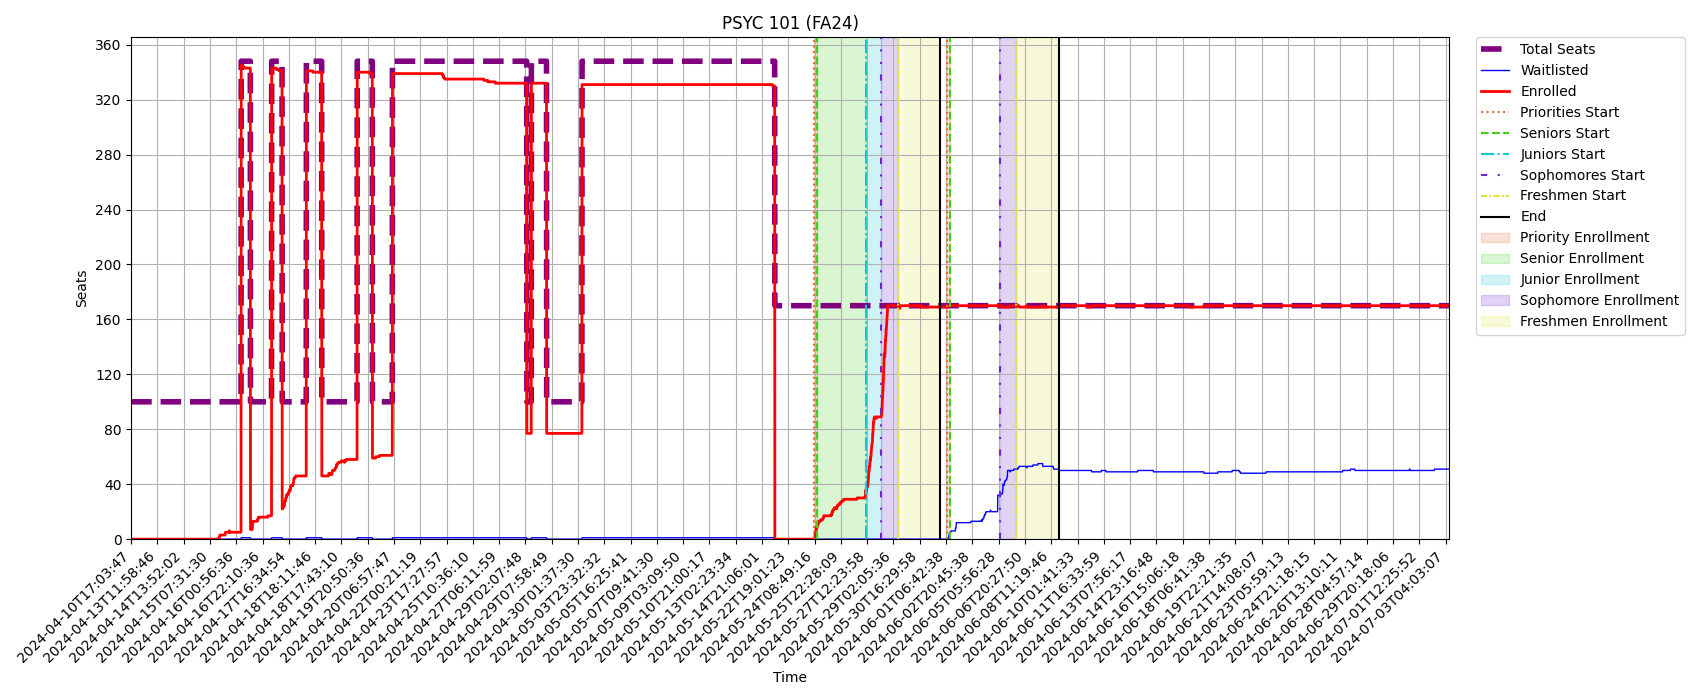 PSYC 101 (FA24)
Seats
360
320
280
240
200
160
120
80
40
0
2024-04-10T17:03:47
2024-04-13T11:58:46
2024-04-14T13:52:02
2024-04-15T07:31:30
2024-04-16T00:56:36
2024-04-16T22:10:36
2024-04-17T16:34:54
2024-04-18T18:11:46
2024-04-18T17:43:10
2024-04-19T20:50:36
2024-04-20T06:57:47
2024-04-22T00:21:19
2024-04-23T17:27:57
2024-04-25T10:36:10
2024-04-27T06:11:59
2024-04-29T02:07:48
2024-04-29T07:58:49
2024-04-30T01:37:30
2024-05-03T23:32:32
2024-05-05T16:25:41
2024-05-07T09:41:30
2024-05-09T03:09:50
2024-05-10T21:00:17
2024-05-13T02:23:34
2024-05-14T21:06:01
2024-05-22T19:01:23
2024-05-24T08:49:16
2024-05-25T22:28:09
2024-05-27T12:23:58
2024-05-29T02:05:36
2024-05-30T16:29:58
2024-06-01T06:42:38
2024-06-02T20:45:38
2024-06-05T05:56:28
2024-06-06T20:27:50
2024-06-08T11:19:46
2024-06-10T01:41:33
2024-06-11T16:33:59
2024-06-13T07:56:17
2024-06-14T23:16:48
2024-06-16T15:06:18
2024-06-18T06:41:38
2024-06-19T22:21:35
2024-06-21T14:08:07
2024-06-23T05:59:13
2024-06-24T21:18:15
2024-06-26T13:10:11
2024-06-28T04:57:14
2024-06-29T20:18:06
2024-07-01T12:25:52
2024-07-03T04:03:07
Time
Total Seats
Waitlisted
Enrolled
Priorities Start
Seniors Start
Juniors Start
Sophomores Start
Freshmen Start
End
Priority Enrollment
Senior Enrollment
Junior Enrollment
Sophomore Enrollment
Freshmen Enrollment